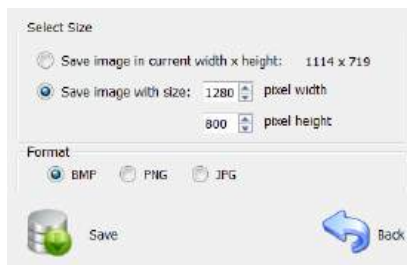 Select Size
Save image in current width x height: 1114 x 719
Save image with size: 1280 pixel width
800 pixel height
Format
BMP PNG JPG
Save Back